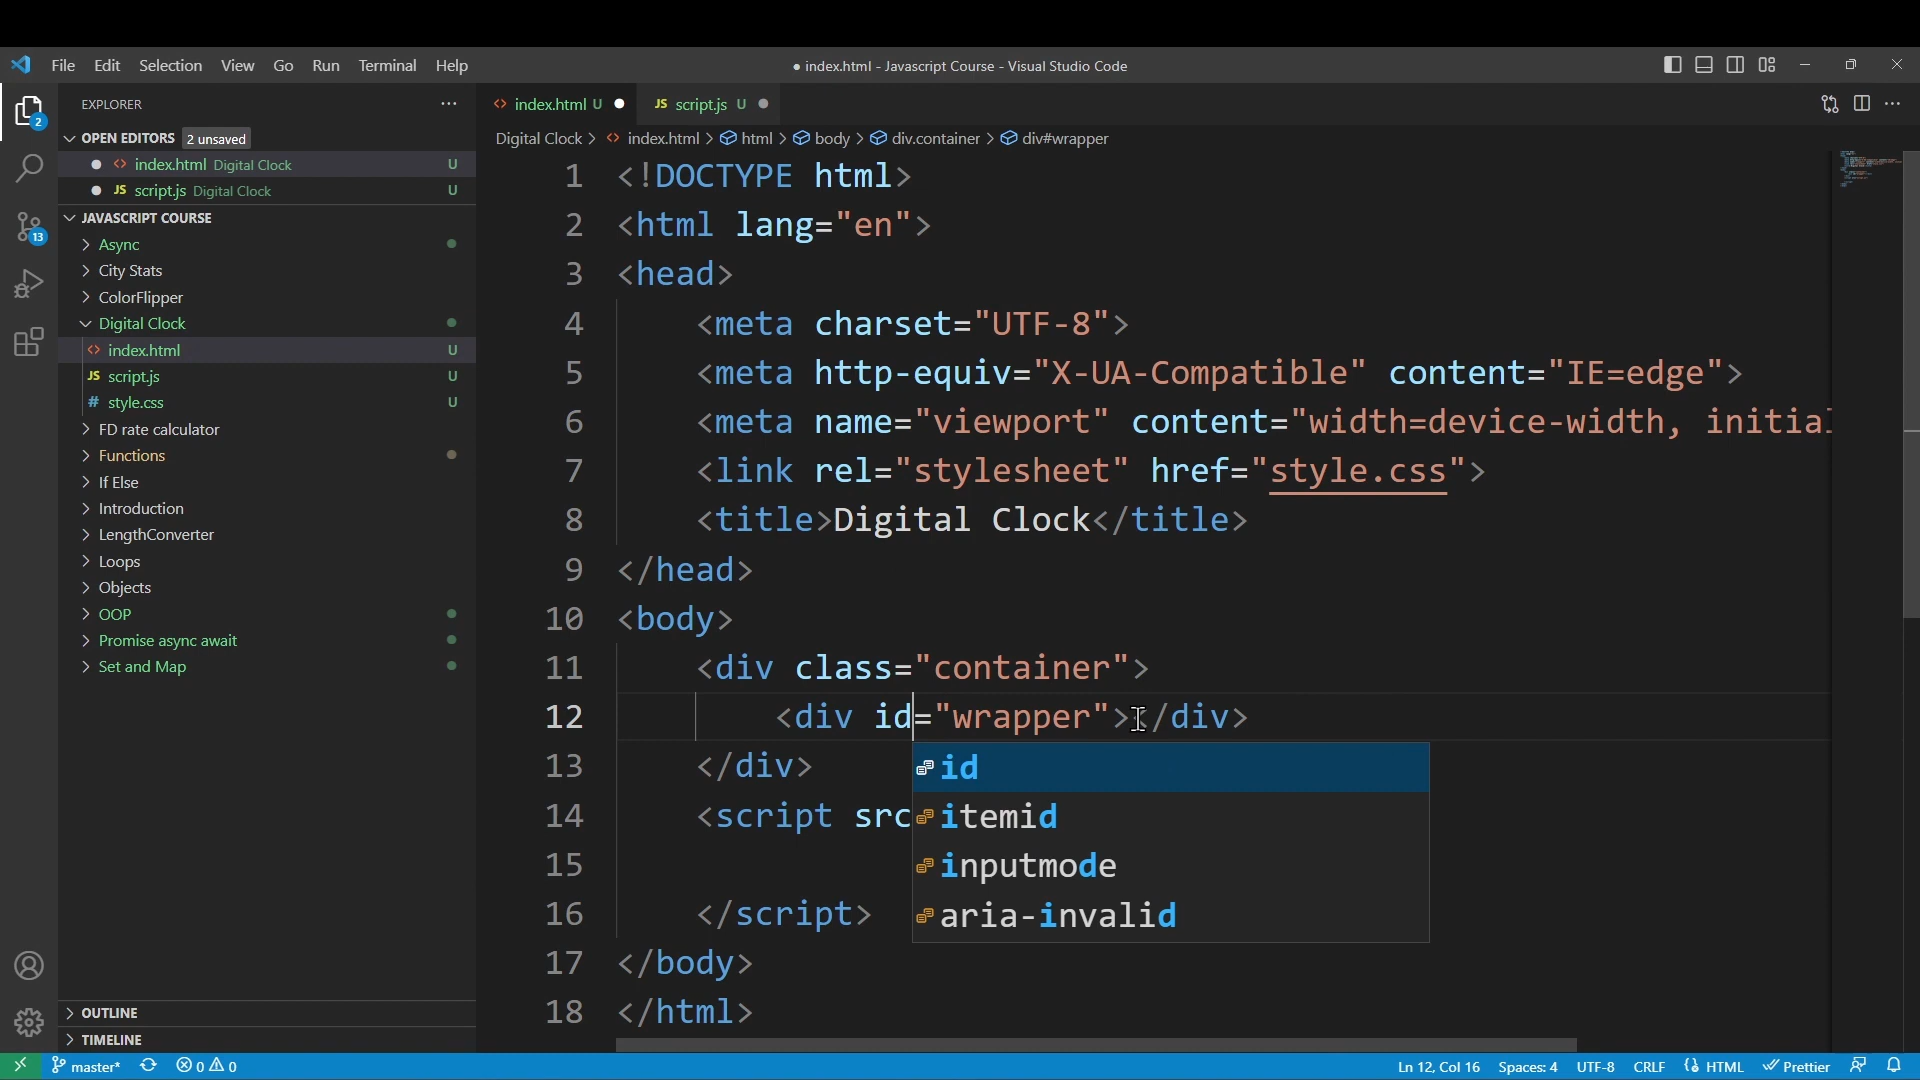 File Edit Selection View Go Run Terminal Help
● index.html - Javascript Course - Visual Studio Code
EXPLORER
index.html U
JS script.js U
2
OPEN EDITORS 2 unsaved
Digital Clock > index.html > html > body > div.container > div#wrapper
index.html Digital Clock U
JS script.js Digital Clock U
JAVASCRIPT COURSE
13
Async
City Stats
ColorFlipper
Digital Clock
index.html U
JS script.js U
# style.css U
FD rate calculator
Functions
If Else
Introduction
LengthConverter
Loops
Objects
OOP
Promise async await
Set and Map
OUTLINE
TIMELINE
1 <!DOCTYPE html>
2 <html lang="en">
3 <head>
4 <meta charset="UTF-8">
5 <meta http-equiv="X-UA-Compatible" content="IE=edge">
6 <meta name="viewport" content="width=device-width, initial
7 <link rel="stylesheet" href="style.css">
8 <title>Digital Clock</title>
9 </head>
10 <body>
11 <div class="container">
12 <div id="wrapper"></div>
13 </div>
id
14 <script src
itemid
15
inputmode
16 </script>
aria-invalid
17 </body>
18 </html>
master* 0 0
Ln 12, Col 16 Spaces: 4 UTF-8 CRLF {} HTML Prettier